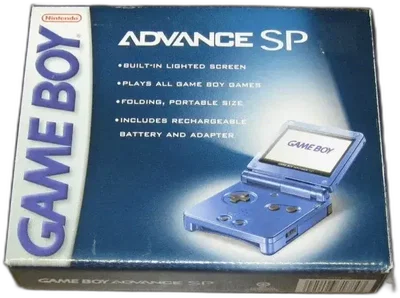 Nintendo
GAME BOY
ADVANCE SP
•BUILT-IN LIGHTED SCREEN
•PLAYS ALL GAME BOY GAMES
•FOLDING, PORTABLE SIZE
•INCLUDES RECHARGEABLE
BATTERY AND ADAPTER
GAME BOY
GAME BOY ADVANCE SP